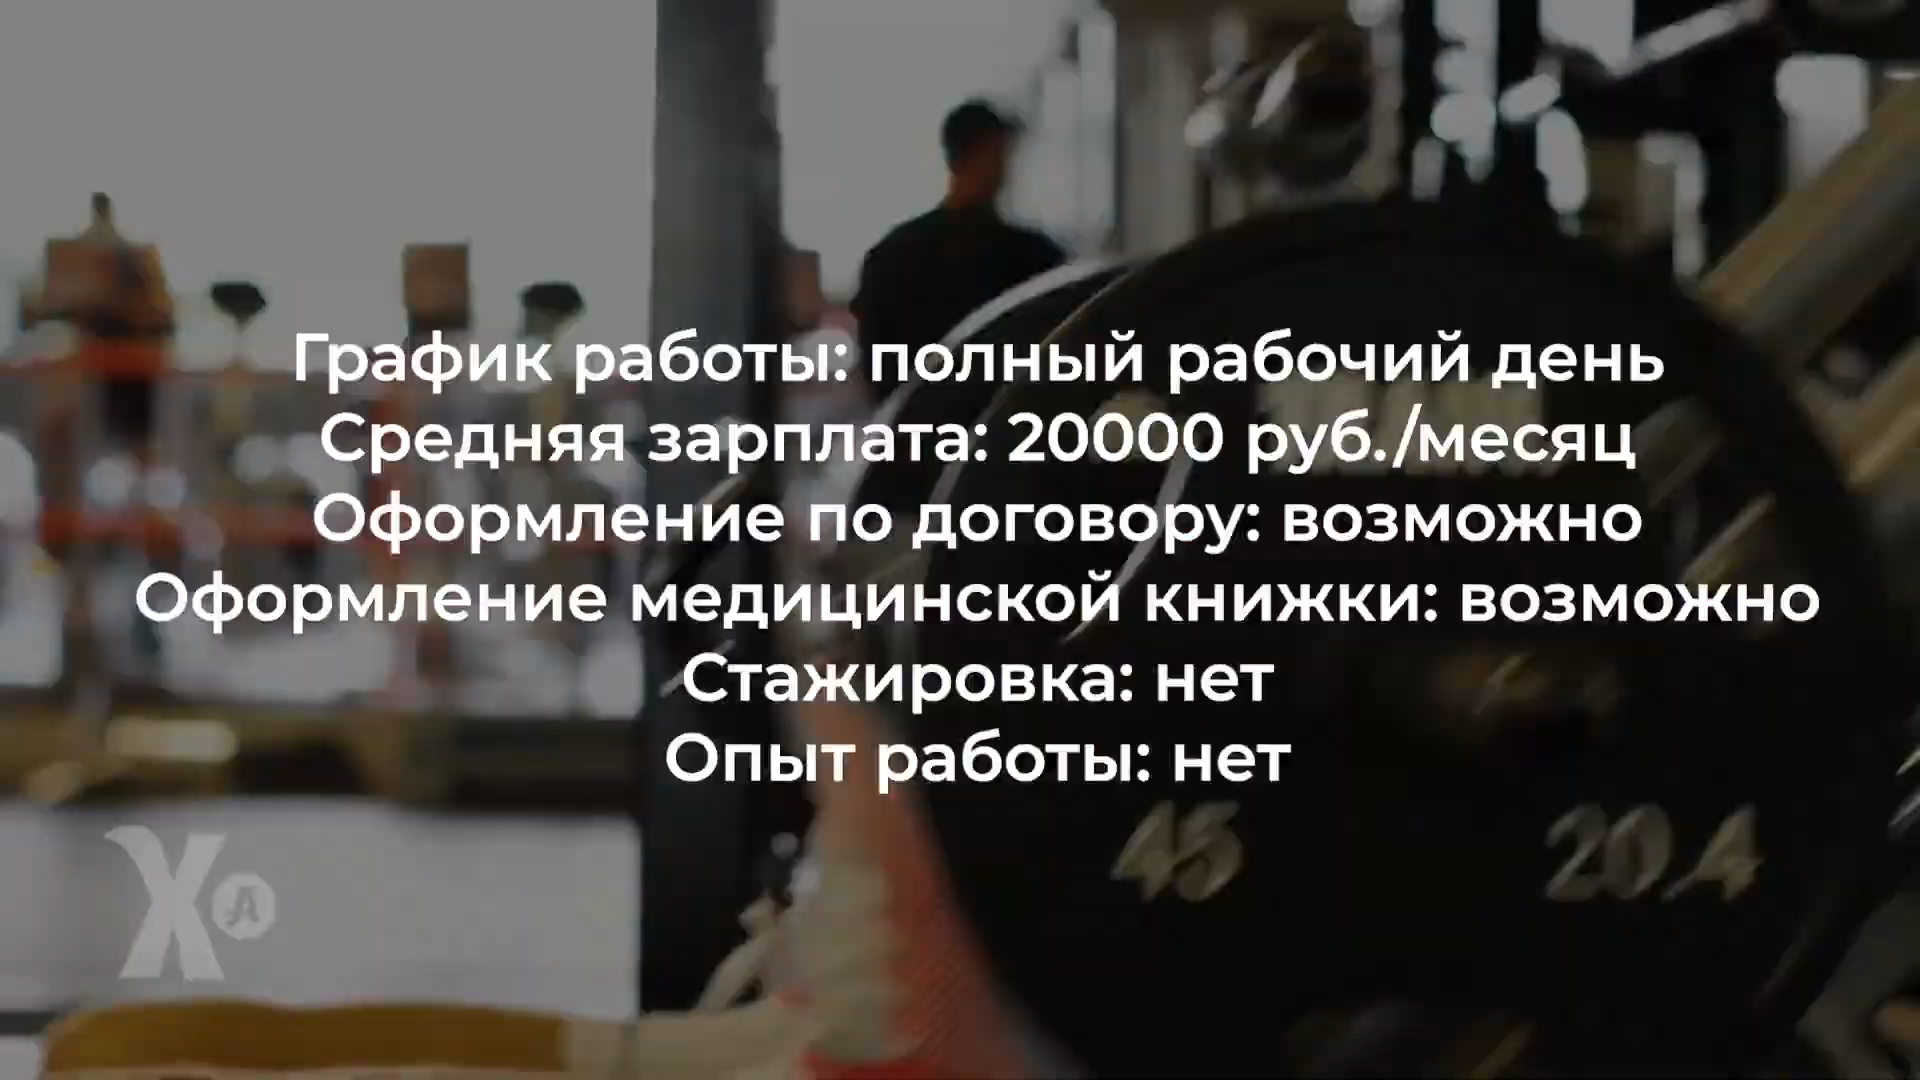 График работы: полный рабочий день
Средняя зарплата: 20000 руб./месяц
Оформление по договору: возможно
Оформление медицинской книжки: возможно
Стажировка: нет
Опыт работы: нет
45
20.4
Х
А